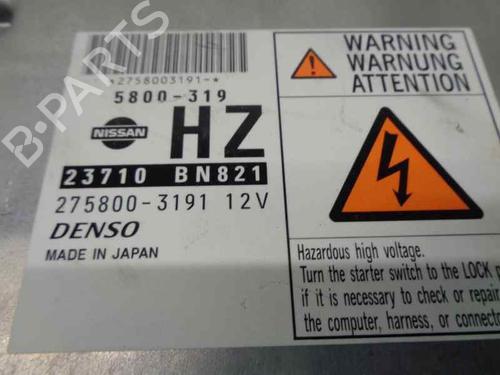 *2758003191-*
5800-319
NISSAN
HZ
23710 BN821
275800-3191 12V
DENSO
MADE IN JAPAN
WARNING
WARNUNG
ATTENTION
Hazardous high voltage.
Turn the starter switch to the LOCK
if it is necessary to check or repair
the computer, harness, or connector
B-PARTS